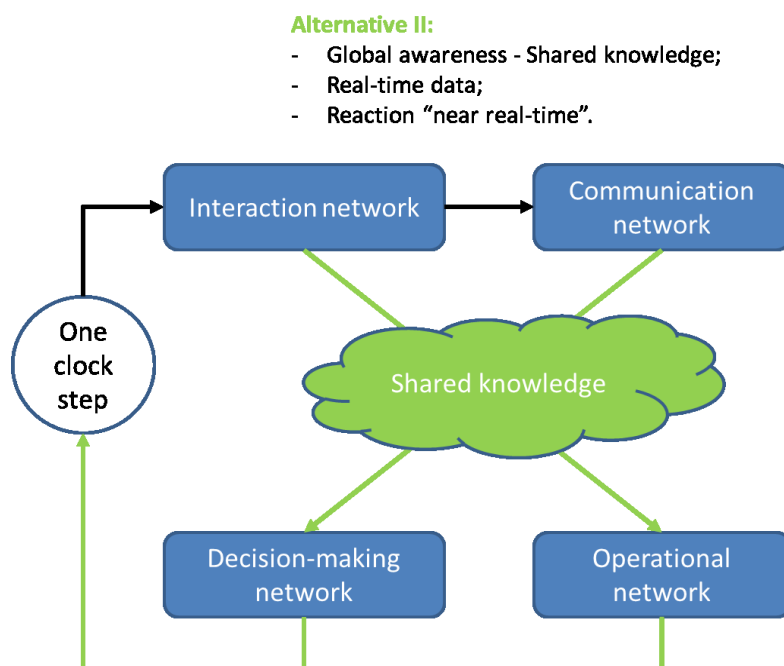 Alternative II:
- Global awareness - Shared knowledge;
- Real-time data;
- Reaction “near real-time”.
Interaction network
Communication
network
One
clock
step
Shared knowledge
Decision-making
network
Operational
network